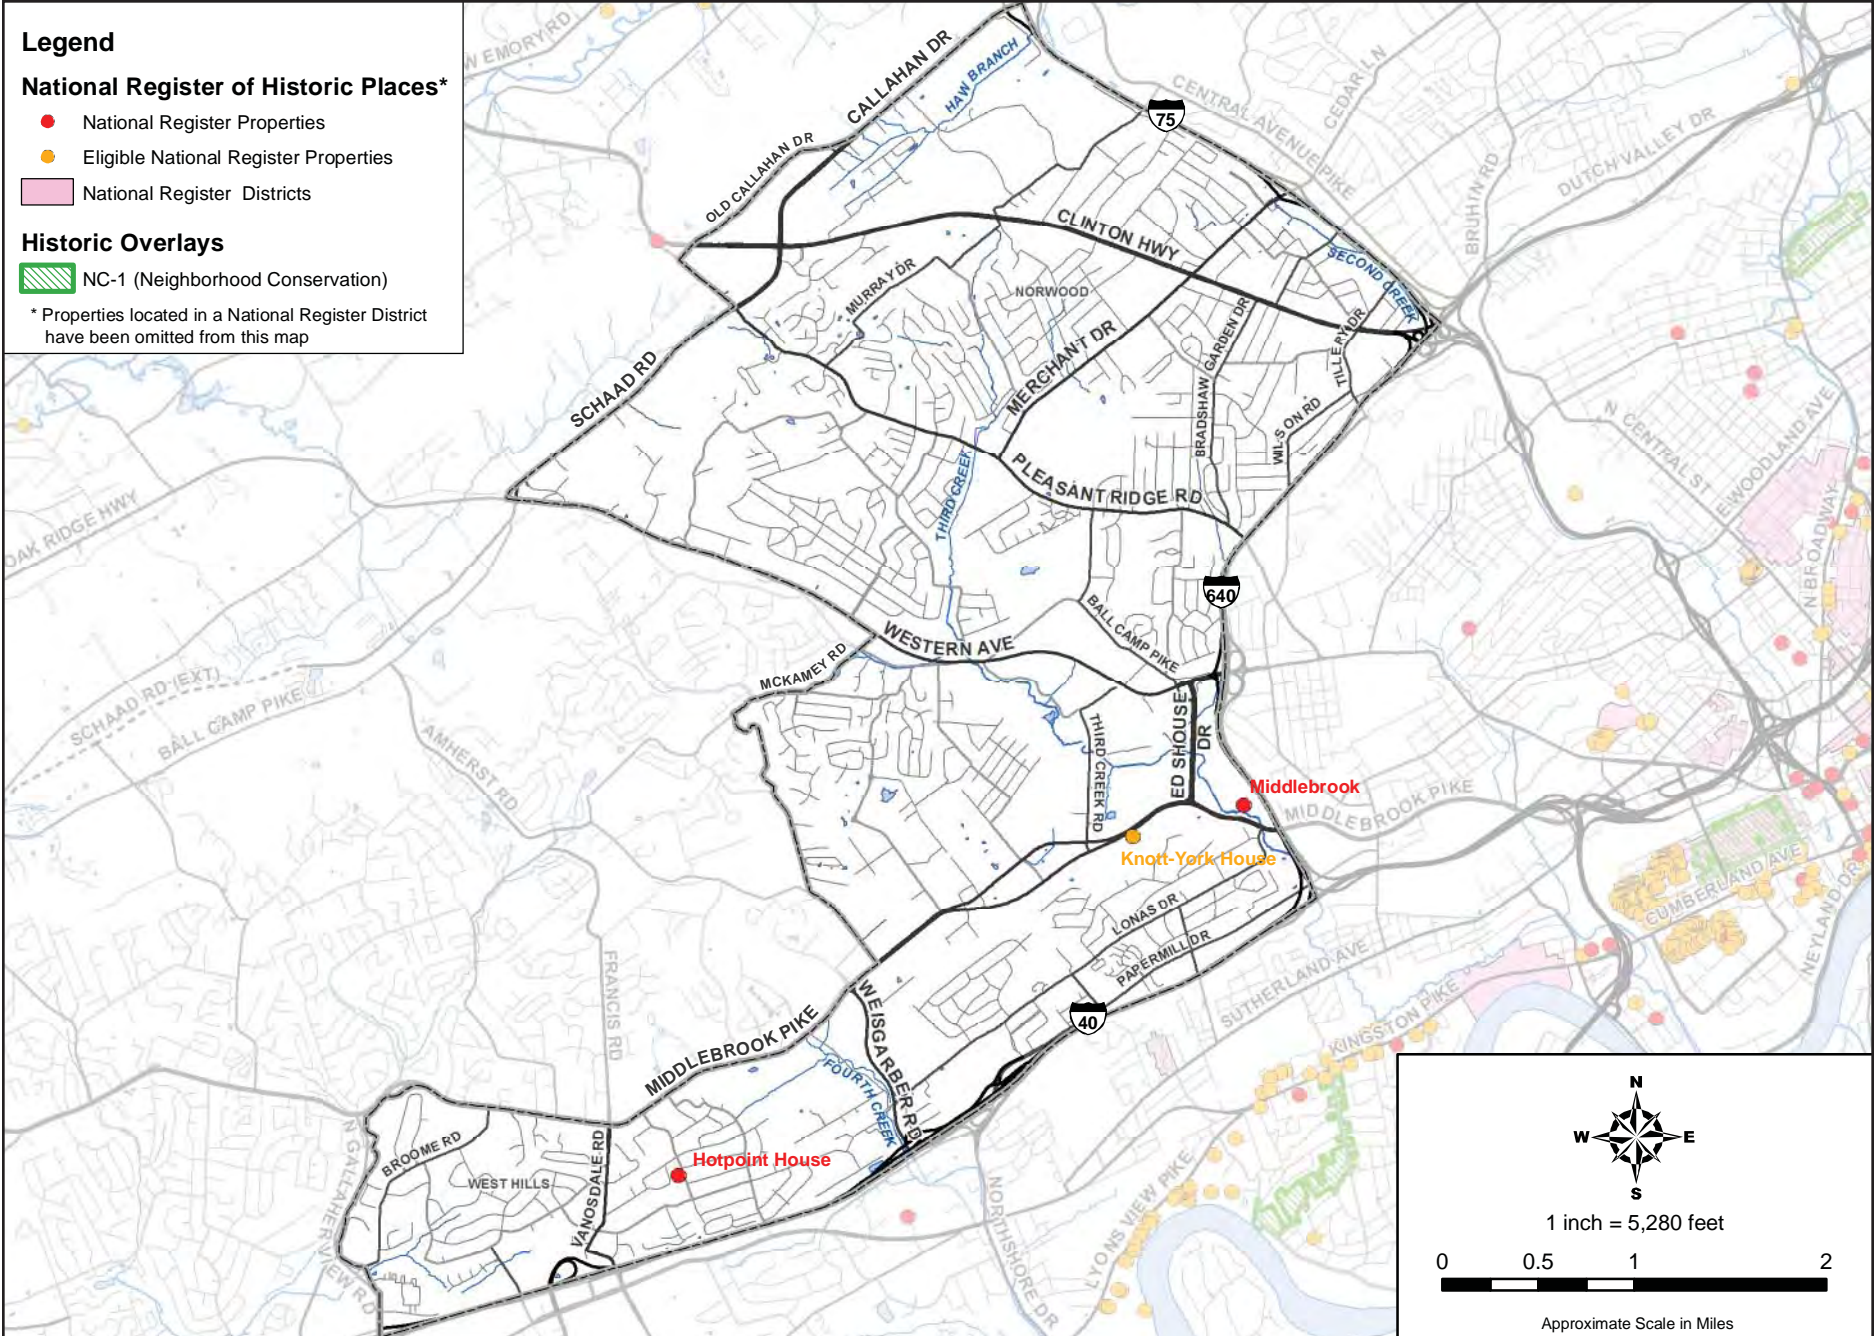 Legend
National Register of Historic Places*
National Register Properties
Eligible National Register Properties
National Register Districts
Historic Overlays
NC-1 (Neighborhood Conservation)
* Properties located in a National Register District
have been omitted from this map
W EMORY RD
CALLAHAN DR
HAW BRANCH
OLD CALLAHAN DR
75
CENTRAL AVENUE PIKE
CEDAR LN
DUTCH VALLEY DR
BRUHIN RD
CLINTON HWY
SECOND CREEK
MURRAY DR
NORWOOD
MERCHANT DR
BRADSHAW GARDEN DR
TILLERY DR
WILSON RD
SCHAAD RD
PLEASANT RIDGE RD
THIRD CREEK
N CENTRAL ST
E WOODLAND AVE
N BROADWAY
OAK RIDGE HWY
640
BALL CAMP PIKE
WESTERN AVE
MCKAMEY RD
SCHAAD RD (EXT)
BALL CAMP PIKE
AMHERST RD
THIRD CREEK RD
ED SHOUSE DR
Middlebrook
MIDDLEBROOK PIKE
Knott-York House
CUMBERLAND AVE
NEYLAND DR
LONAS DR
PAPERMILL DR
SUTHERLAND AVE
KINGSTON PIKE
40
FRANCIS RD
MIDDLEBROOK PIKE
WEISGARBER RD
FOURTH CREEK
N GALLAHER VIEW RD
BROOME RD
WEST HILLS
VANOSDALE RD
Hotpoint House
NORTHSHORE DR
LYONS VIEW PIKE
N
W E
S
1 inch = 5,280 feet
0 0.5 1 2
Approximate Scale in Miles